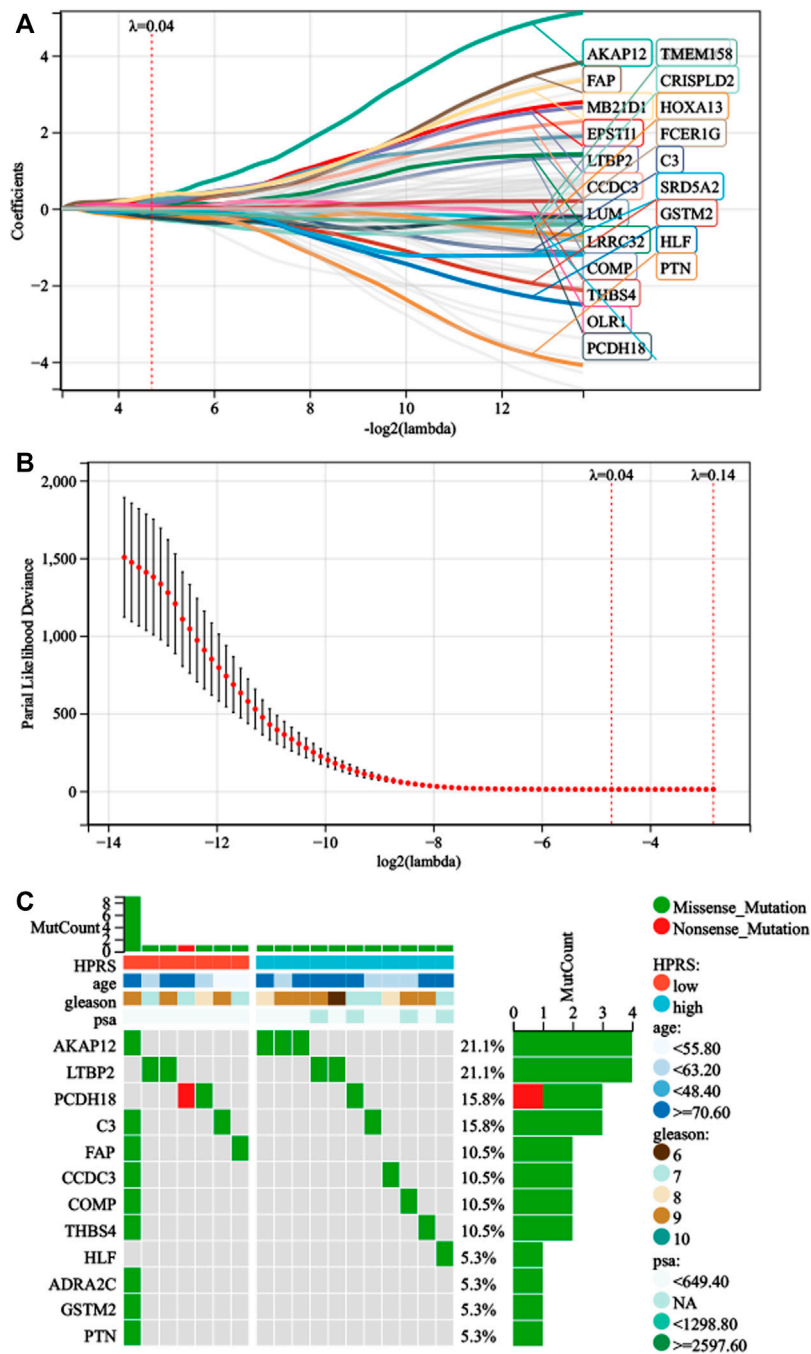 A
λ=0.04
4
2
0
−2
−4
Coefficients
4
6
8
10
12
-log2(lambda)
AKAP12
TMEM158
FAP
CRISPLD2
MB21D1
HOXA13
EPSTI1
FCER1G
LTBP2
C3
CCDC3
SRD5A2
LUM
GSTM2
LRRC32
HLF
COMP
PTN
THBS4
OLR1
PCDH18
B
λ=0.04
λ=0.14
2,000
1,500
1,000
500
0
Parial Likelihood Deviance
−14
−12
−10
−8
−6
−4
log2(lambda)
C
8
6
4
2
0
MutCount
HPRS
age
gleason
psa
AKAP12 21.1%
LTBP2 21.1%
PCDH18 15.8%
C3 15.8%
FAP 10.5%
CCDC3 10.5%
COMP 10.5%
THBS4 10.5%
HLF 5.3%
ADRA2C 5.3%
GSTM2 5.3%
PTN 5.3%
MutCount
0 1 2 3 4
Missense_Mutation
Nonsense_Mutation
HPRS:
low
high
age:
<55.80
<63.20
<48.40
>=70.60
gleason:
6
7
8
9
10
psa:
<649.40
NA
<1298.80
>=2597.60